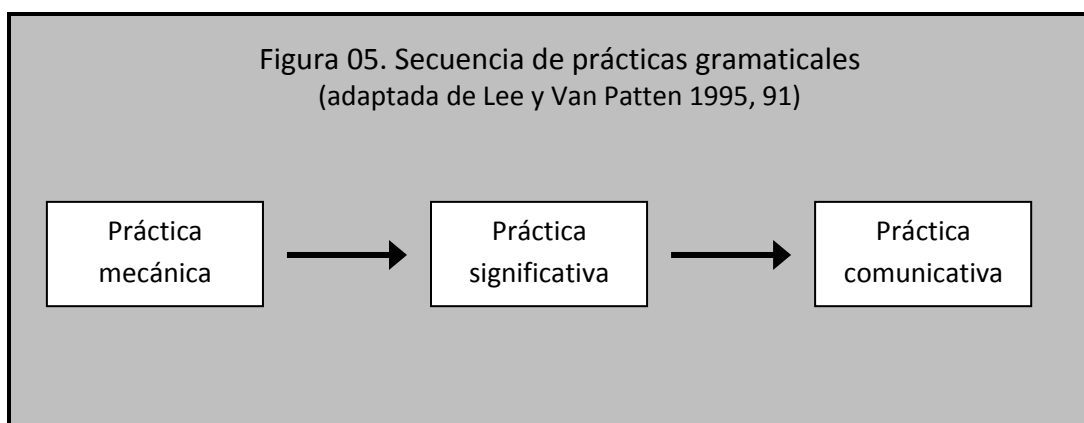 Figura 05. Secuencia de prácticas gramaticales
(adaptada de Lee y Van Patten 1995, 91)
Práctica
mecánica
Práctica
significativa
Práctica
comunicativa